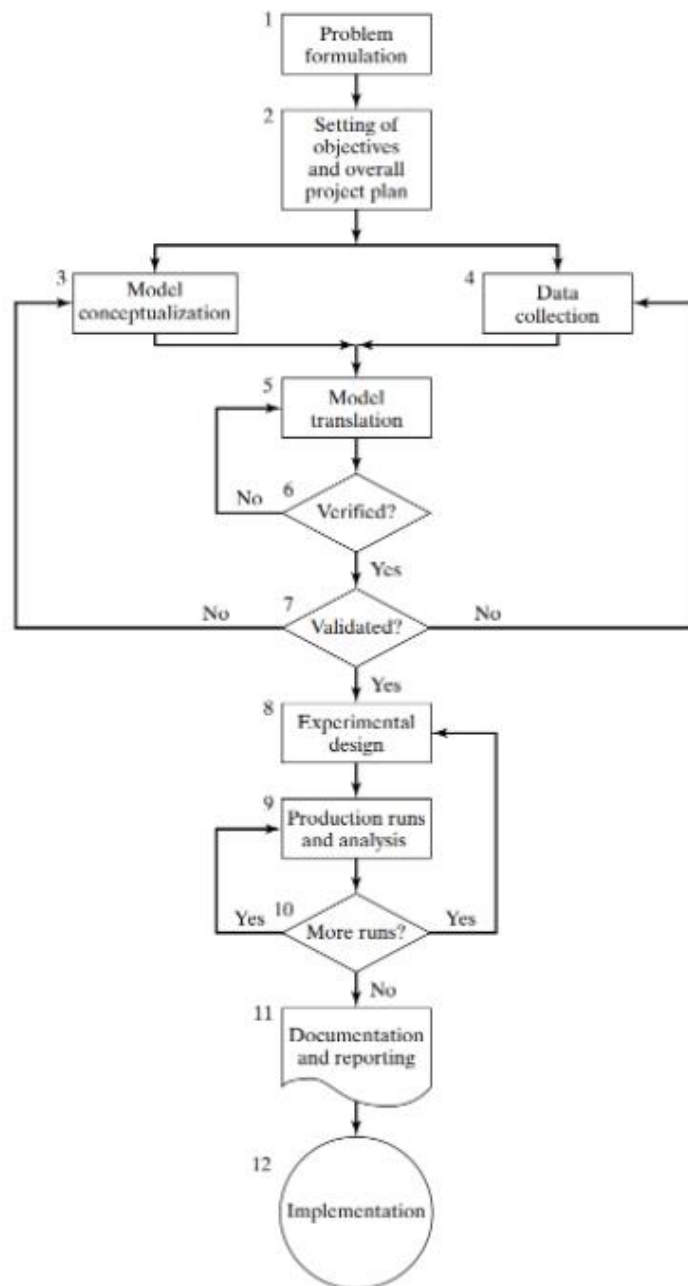 1
Problem
formulation
2
Setting of
objectives
and overall
project plan
3
Model
conceptualization
4
Data
collection
5
Model
translation
6
No
Verified?
Yes
No
7
Validated?
No
Yes
8
Experimental
design
9
Production runs
and analysis
Yes
10
More runs?
Yes
No
11
Documentation
and reporting
12
Implementation